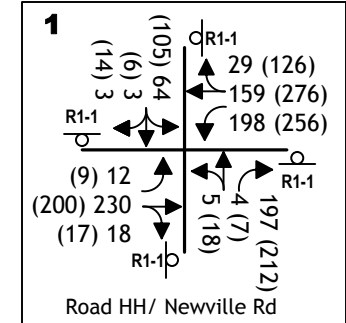 1
(14) 3
(6) 3
(105) 64
R1-1
29 (126)
159 (276)
198 (256)
R1-1
R1-1
(9) 12
(200) 230
(17) 18
R1-1
5 (18)
4 (7)
197 (212)
Road HH/ Newville Rd